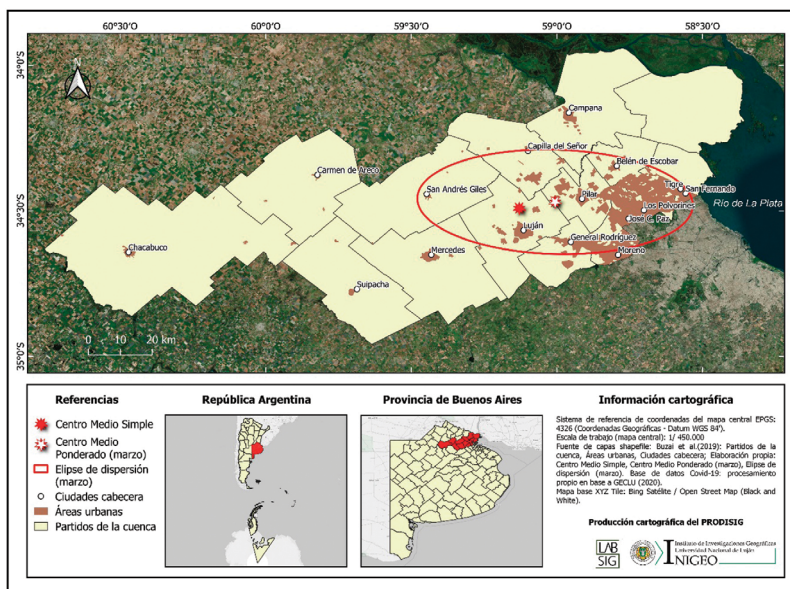 60°30'S
60°0'S
59°30'S
59°0'S
58°30'S
34°0'S
34°30'S
35°0'S
34°0'S
34°30'S
Campana
Capilla del Señor
Carmen de Areco
Belén de Escobar
San Andrés Giles
Pilar
Tigre
San Fernando
Los Polvorines
Río de La Plata
José C. Paz
Luján
Chacabuco
General Rodríguez
Mercedes
Moreno
Suipacha
0 10 20 km
Referencias
Centro Medio Simple
Centro Medio
Ponderado (marzo)
Elipse de dispersión
(marzo)
Ciudades cabecera
Áreas urbanas
Partidos de la cuenca
República Argentina
Provincia de Buenos Aires
Información cartográfica
Sistema de referencia de coordenadas del mapa central EPGS:
4326 (Coordenadas Geográficas - Datum WGS 84').
Escala de trabajo (mapa central): 1/ 450.000
Fuente de capas shapefile: Buzai et al.(2019): Partidos de la
cuenca, Áreas urbanas, Ciudades cabecera; Elaboración propia:
Centro Medio Simple, Centro Medio Ponderado (marzo), Elipse de
dispersión (marzo). Base de datos Covid-19: procesamiento
propio en base a GECLU (2020).
Mapa base XYZ Tile: Bing Satélite / Open Street Map (Black and
White).
Producción cartográfica del PRODISIG
LAB
SIG
Instituto de Investigaciones Geográficas
Universidad Nacional de Luján
INIGEO